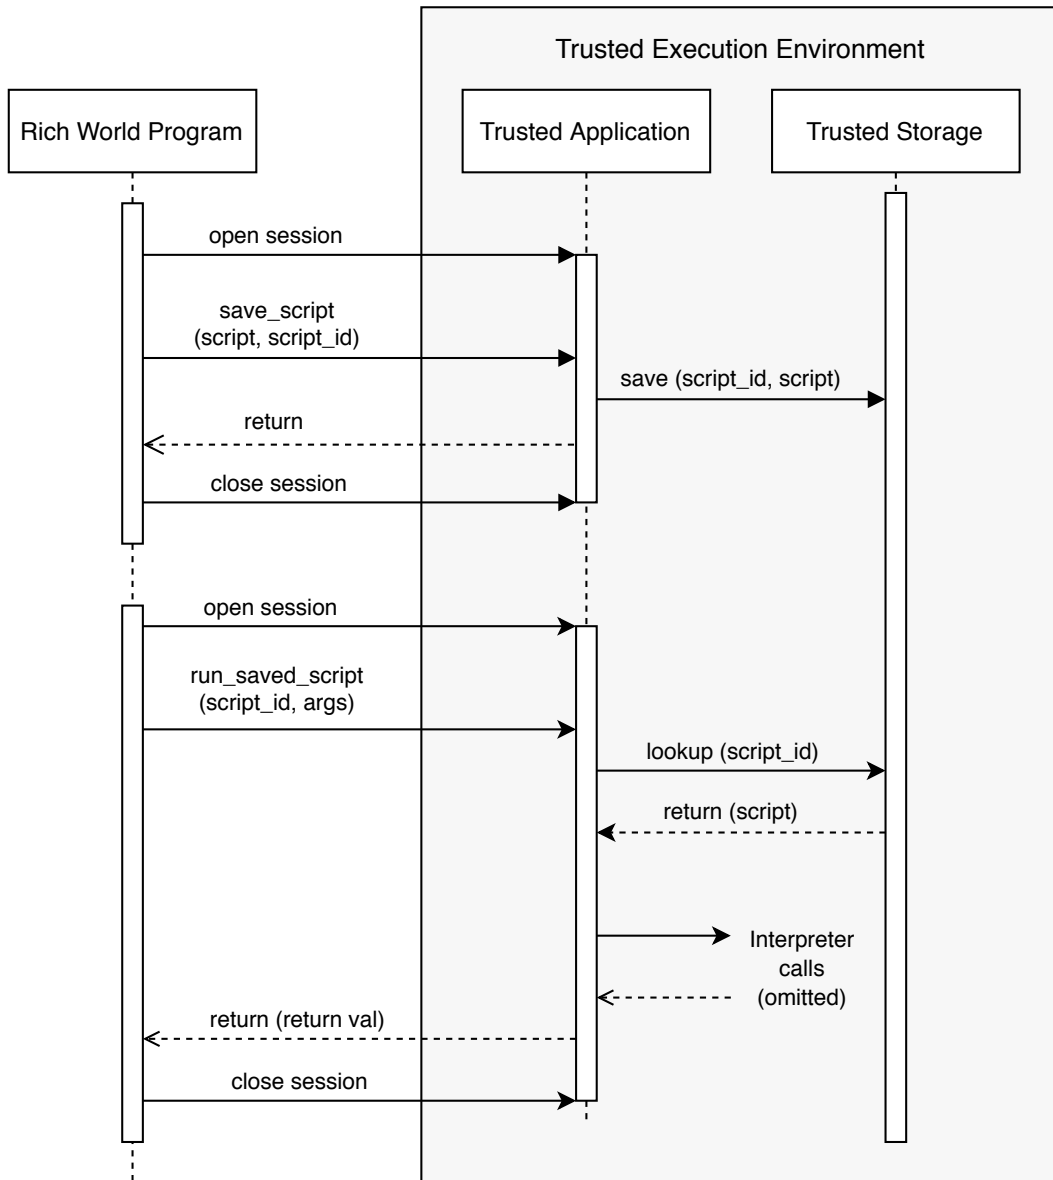 Trusted Execution Environment
Rich World Program
Trusted Application
Trusted Storage
open session
save_script
(script, script_id)
save (script_id, script)
return
close session
open session
run_saved_script
(script_id, args)
lookup (script_id)
return (script)
Interpreter
calls
(omitted)
return (return val)
close session